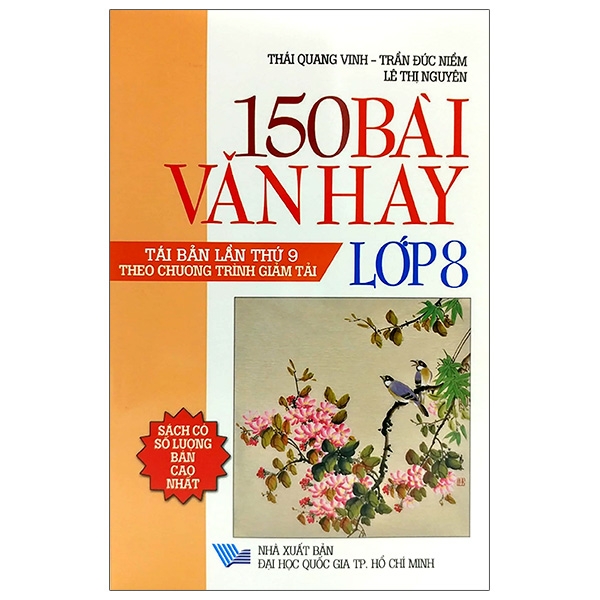 THÁI QUANG VINH - TRẦN ĐỨC NIỀM
LÊ THỊ NGUYÊN
150 BÀI
VĂN HAY
TÁI BẢN LẦN THỨ 9
THEO CHƯƠNG TRÌNH GIẢM TẢI
LỚP 8
SÁCH CÓ
SỐ LƯỢNG
BÁN
CAO
NHẤT
NHÀ XUẤT BẢN
ĐẠI HỌC QUỐC GIA TP. HỒ CHÍ MINH